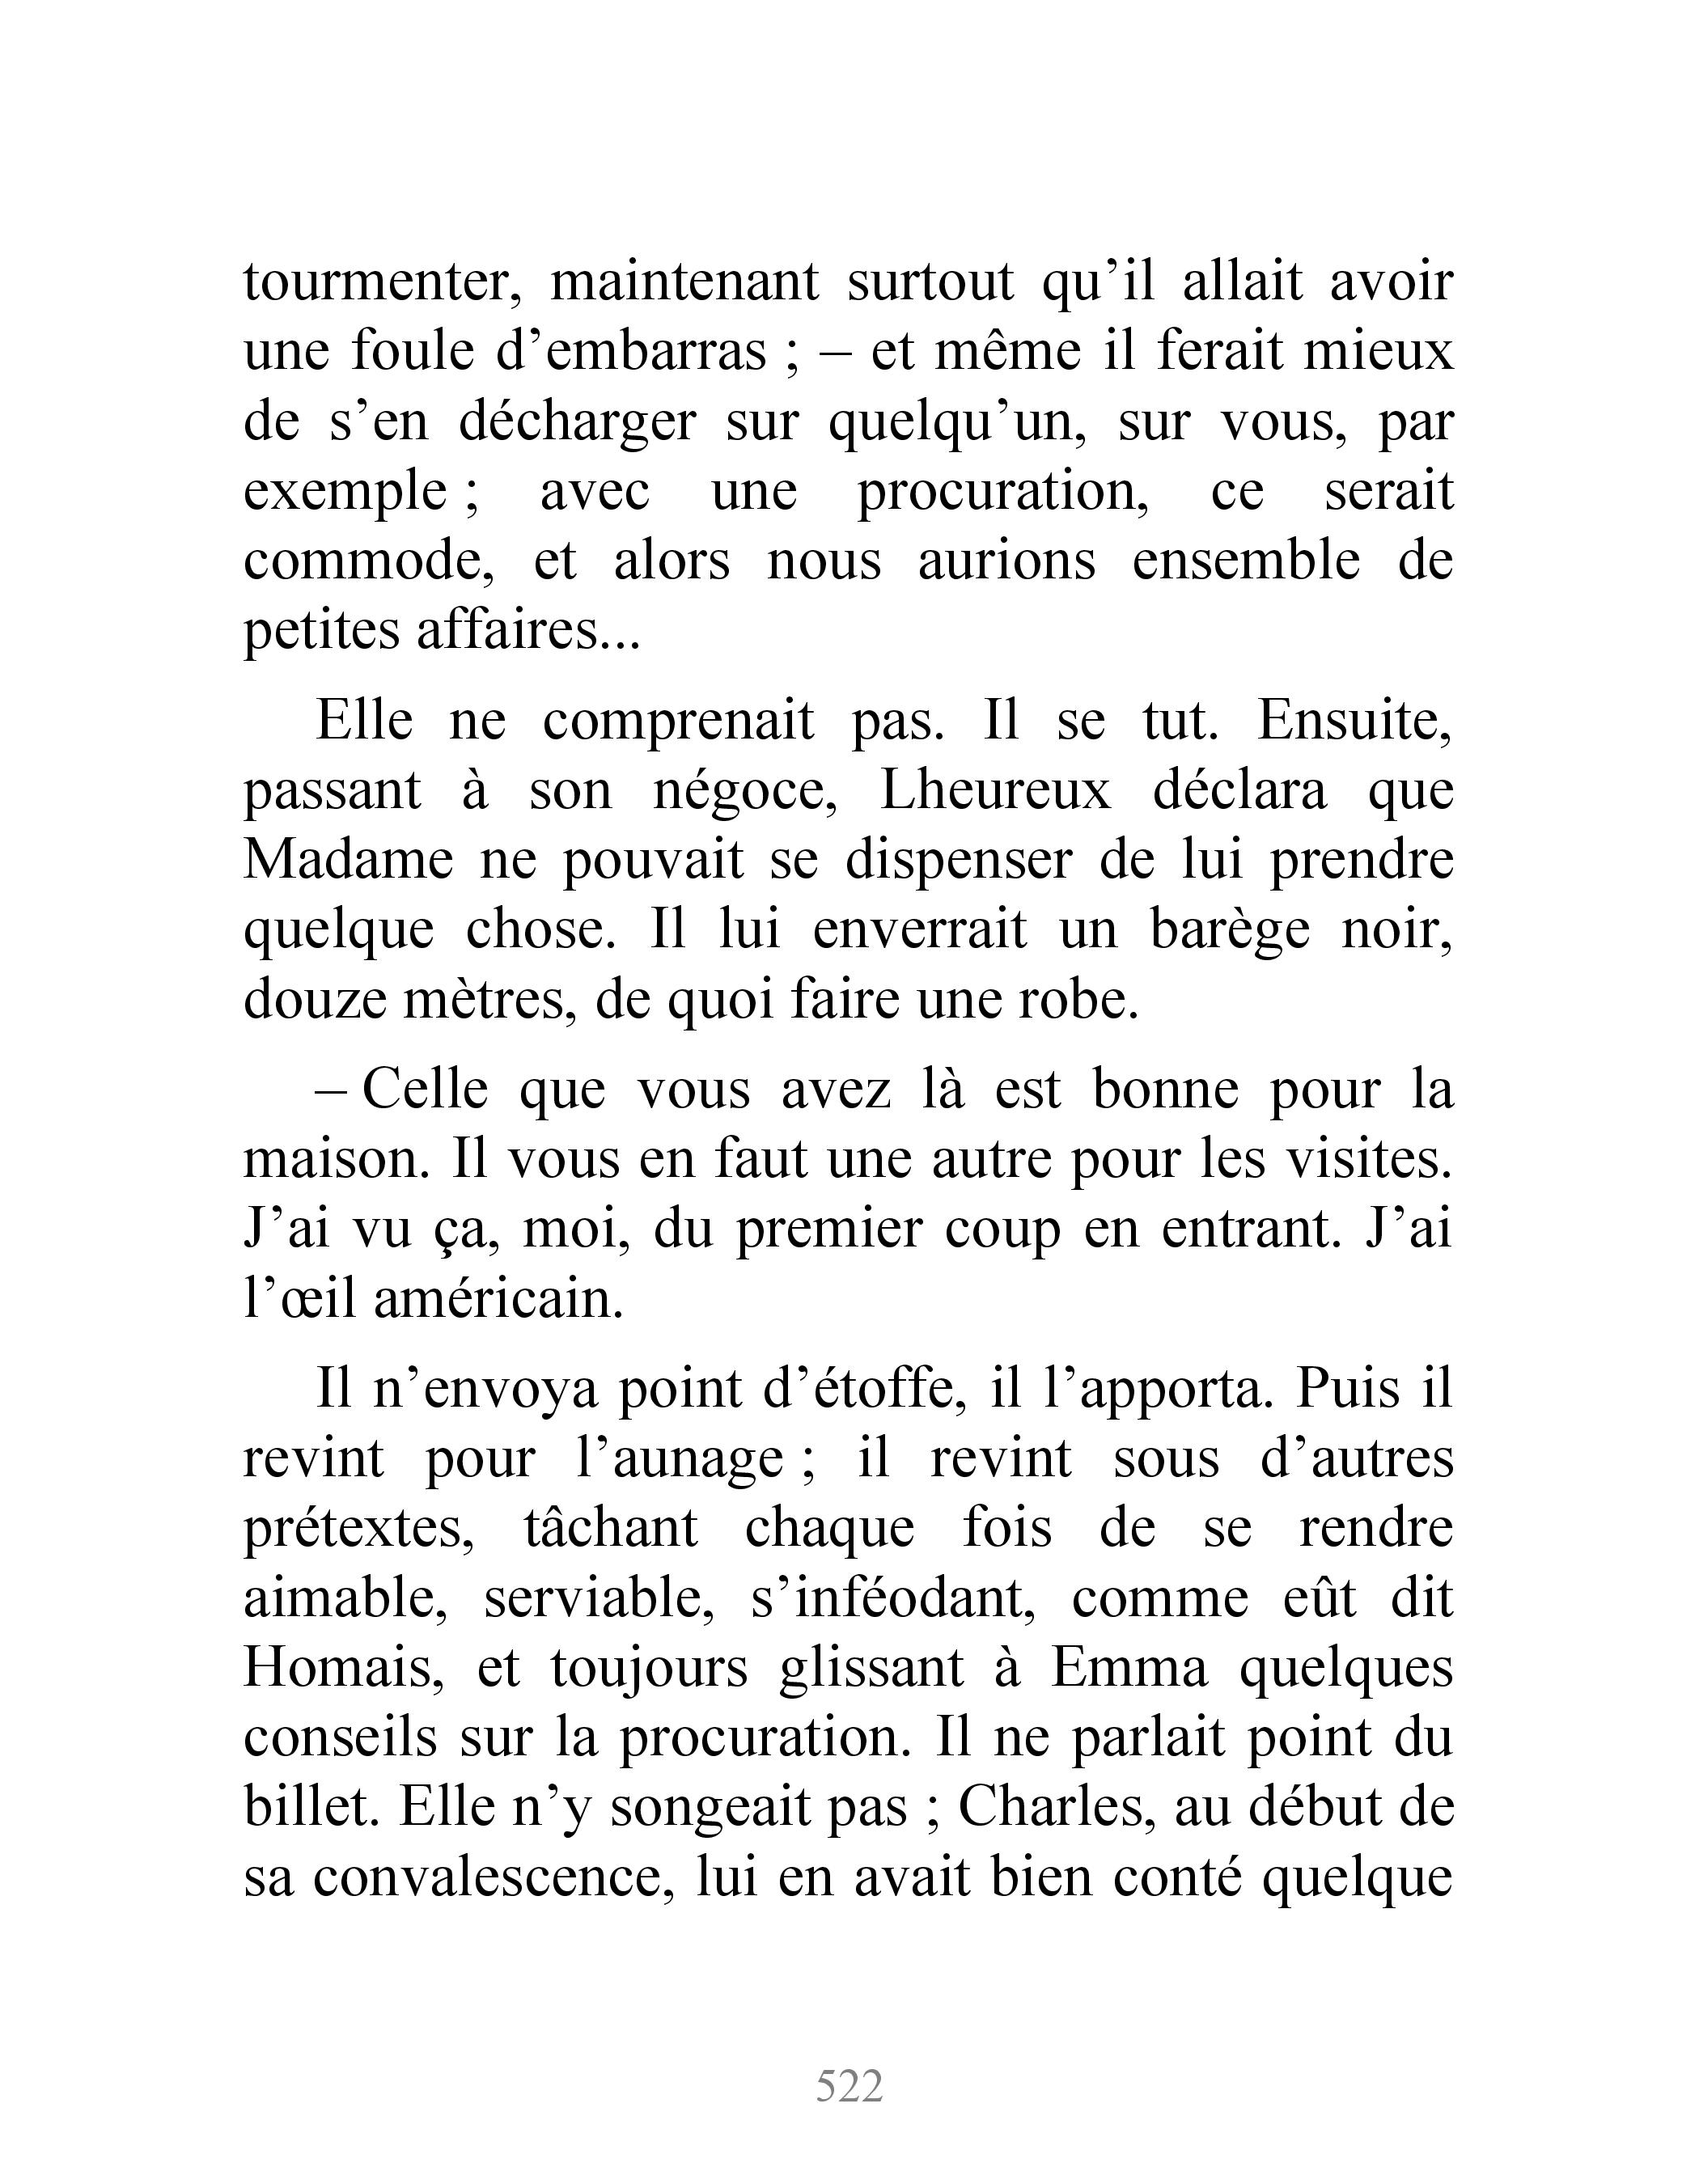 tourmenter, maintenant surtout qu’il allait avoir
une foule d’embarras ; – et même il ferait mieux
de s’en décharger sur quelqu’un, sur vous, par
exemple ; avec une procuration, ce serait
commode, et alors nous aurions ensemble de
petites affaires...
Elle ne comprenait pas. Il se tut. Ensuite,
passant à son négoce, Lheureux déclara que
Madame ne pouvait se dispenser de lui prendre
quelque chose. Il lui enverrait un barège noir,
douze mètres, de quoi faire une robe.
– Celle que vous avez là est bonne pour la
maison. Il vous en faut une autre pour les visites.
J’ai vu ça, moi, du premier coup en entrant. J’ai
l’œil américain.
Il n’envoya point d’étoffe, il l’apporta. Puis il
revint pour l’aunage ; il revint sous d’autres
prétextes, tâchant chaque fois de se rendre
aimable, serviable, s’inféodant, comme eût dit
Homais, et toujours glissant à Emma quelques
conseils sur la procuration. Il ne parlait point du
billet. Elle n’y songeait pas ; Charles, au début de
sa convalescence, lui en avait bien conté quelque
522